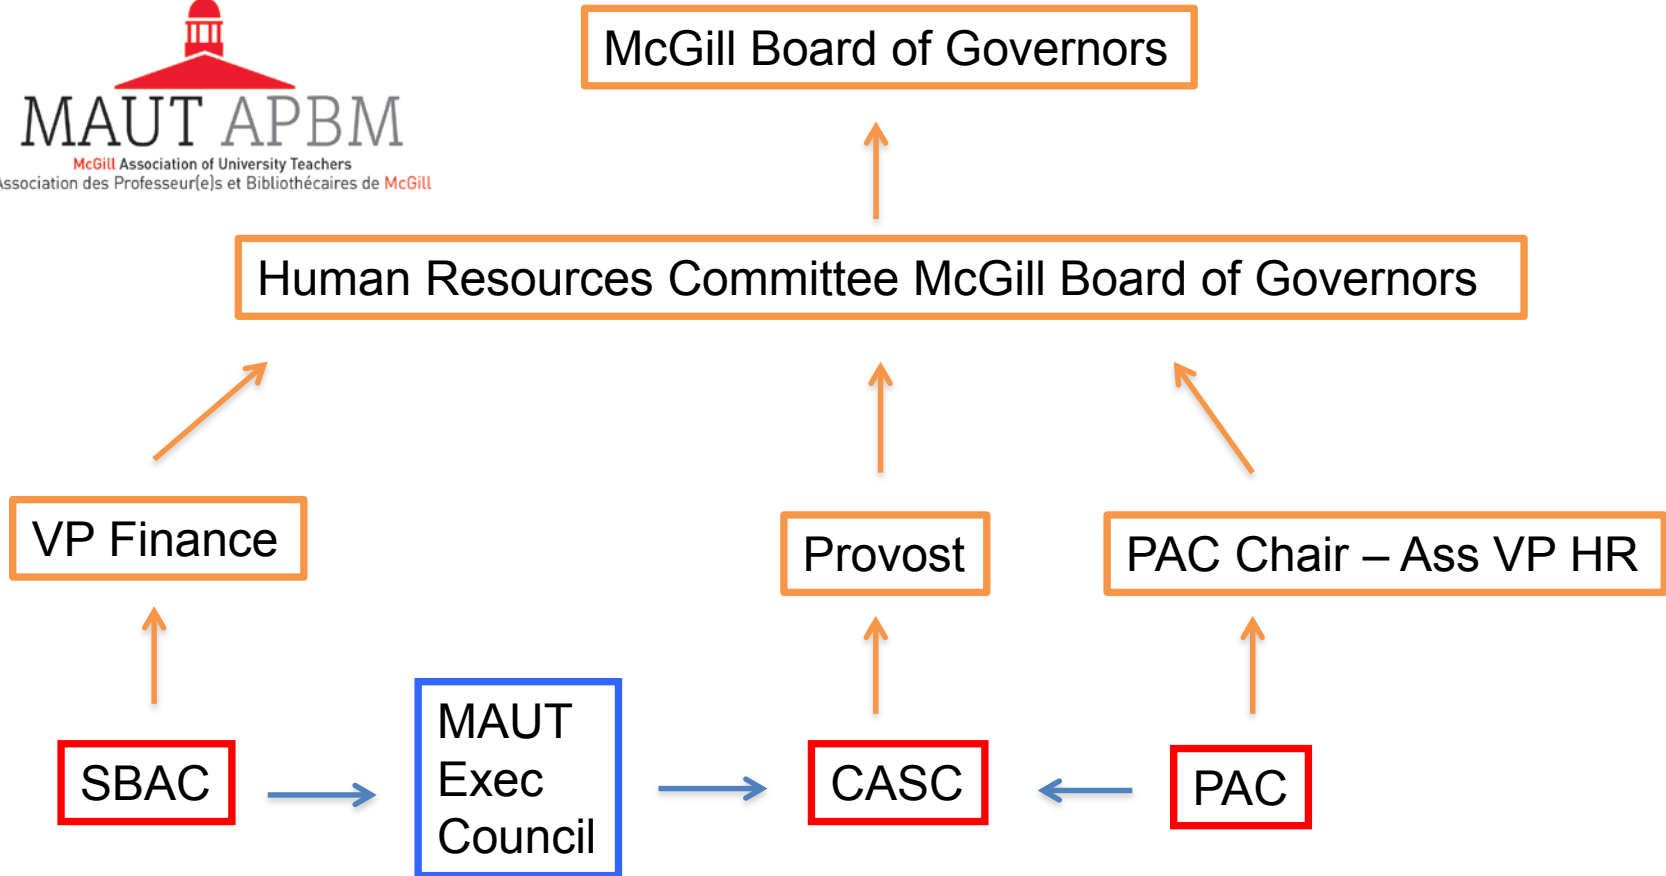 McGill Board of Governors
MAUT APBM
McGill Association of University Teachers
Association des Professeur(e)s et Bibliothécaires de McGill
Human Resources Committee McGill Board of Governors
VP Finance
Provost
PAC Chair – Ass VP HR
SBAC
MAUT
Exec
Council
CASC
PAC